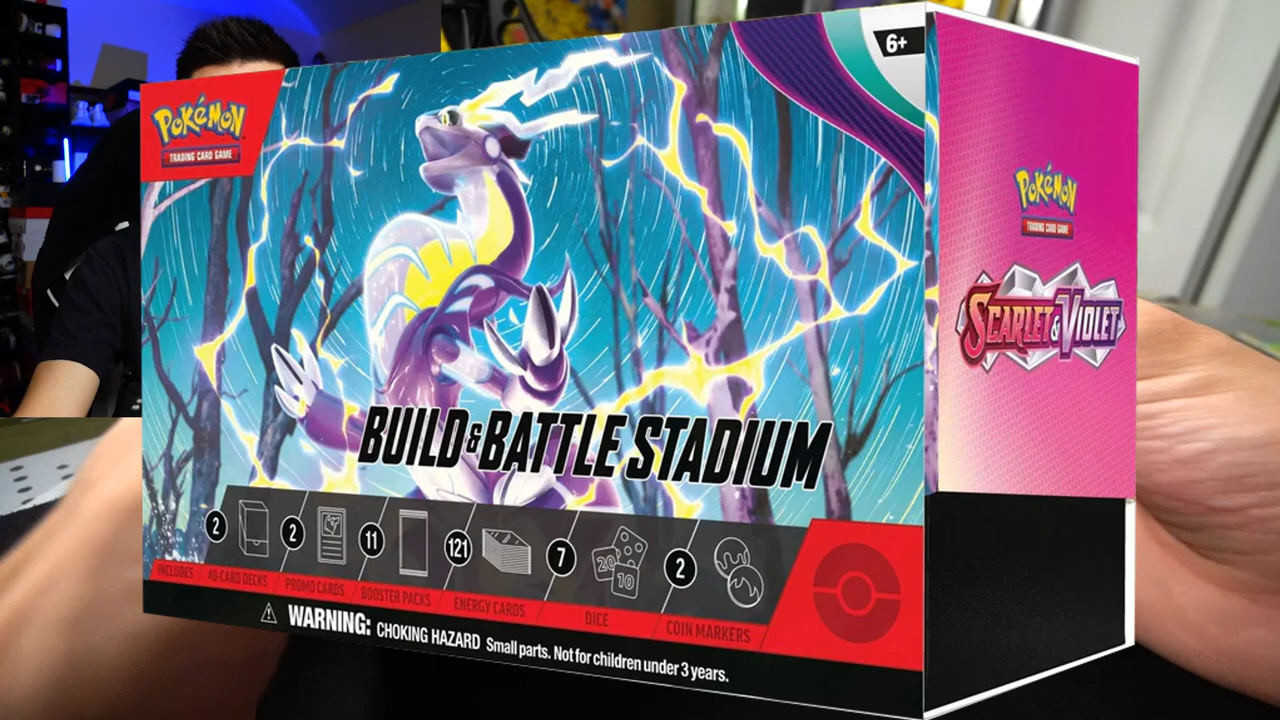 6+
POKéMON
TRADING CARD GAME
POKéMON
TRADING CARD GAME
SCARLET & VIOLET
BUILD & BATTLE STADIUM
2 2 11 121 7 20 10 2
INCLUDES 40-CARD DECKS PROMO CARDS BOOSTER PACKS ENERGY CARDS DICE COIN MARKERS
WARNING: CHOKING HAZARD Small parts. Not for children under 3 years.